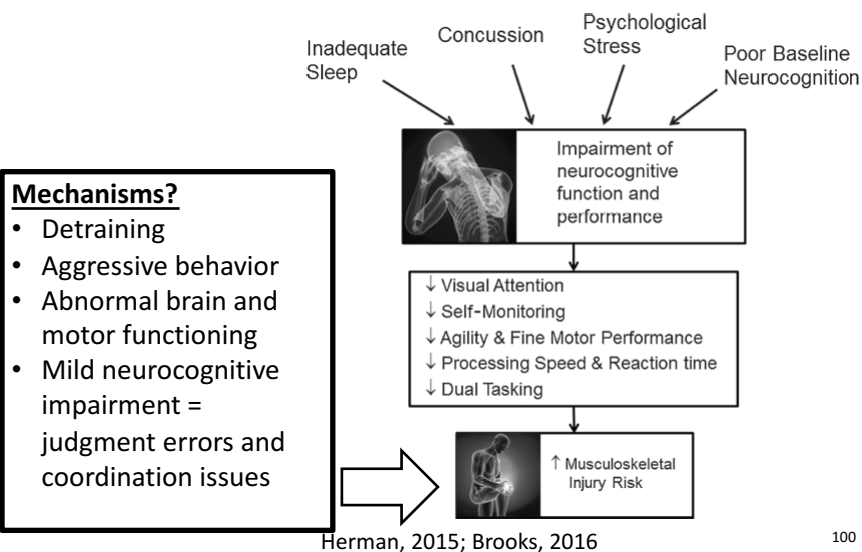 Inadequate
Sleep
Concussion
Psychological
Stress
Poor Baseline
Neurocognition
Impairment of
neurocognitive
function and
performance
↓ Visual Attention
↓ Self-Monitoring
↓ Agility & Fine Motor Performance
↓ Processing Speed & Reaction time
↓ Dual Tasking
↑ Musculoskeletal
Injury Risk
Mechanisms?
• Detraining
• Aggressive behavior
• Abnormal brain and
motor functioning
• Mild neurocognitive
impairment =
judgment errors and
coordination issues
Herman, 2015; Brooks, 2016
100